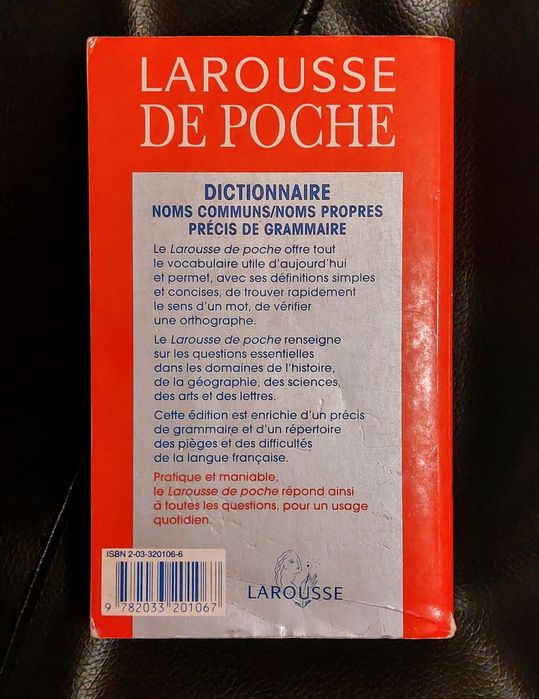 LAROUSSE
DE POCHE
DICTIONNAIRE
NOMS COMMUNS/NOMS PROPRES
PRÉCIS DE GRAMMAIRE
Le Larousse de poche offre tout
le vocabulaire utile d'aujourd'hui
et permet, avec ses définitions simples
et concises, de trouver rapidement
le sens d'un mot, de vérifier
une orthographe.
Le Larousse de poche renseigne
sur les questions essentielles
dans les domaines de l'histoire,
de la géographie, des sciences,
des arts et des lettres.
Cette édition est enrichie d'un précis
de grammaire et d'un répertoire
des pièges et des difficultés
de la langue française.
Pratique et maniable,
le Larousse de poche répond ainsi
à toutes les questions, pour un usage
quotidien.
ISBN 2-03-320106-6
9 782033 201067
LAROUSSE